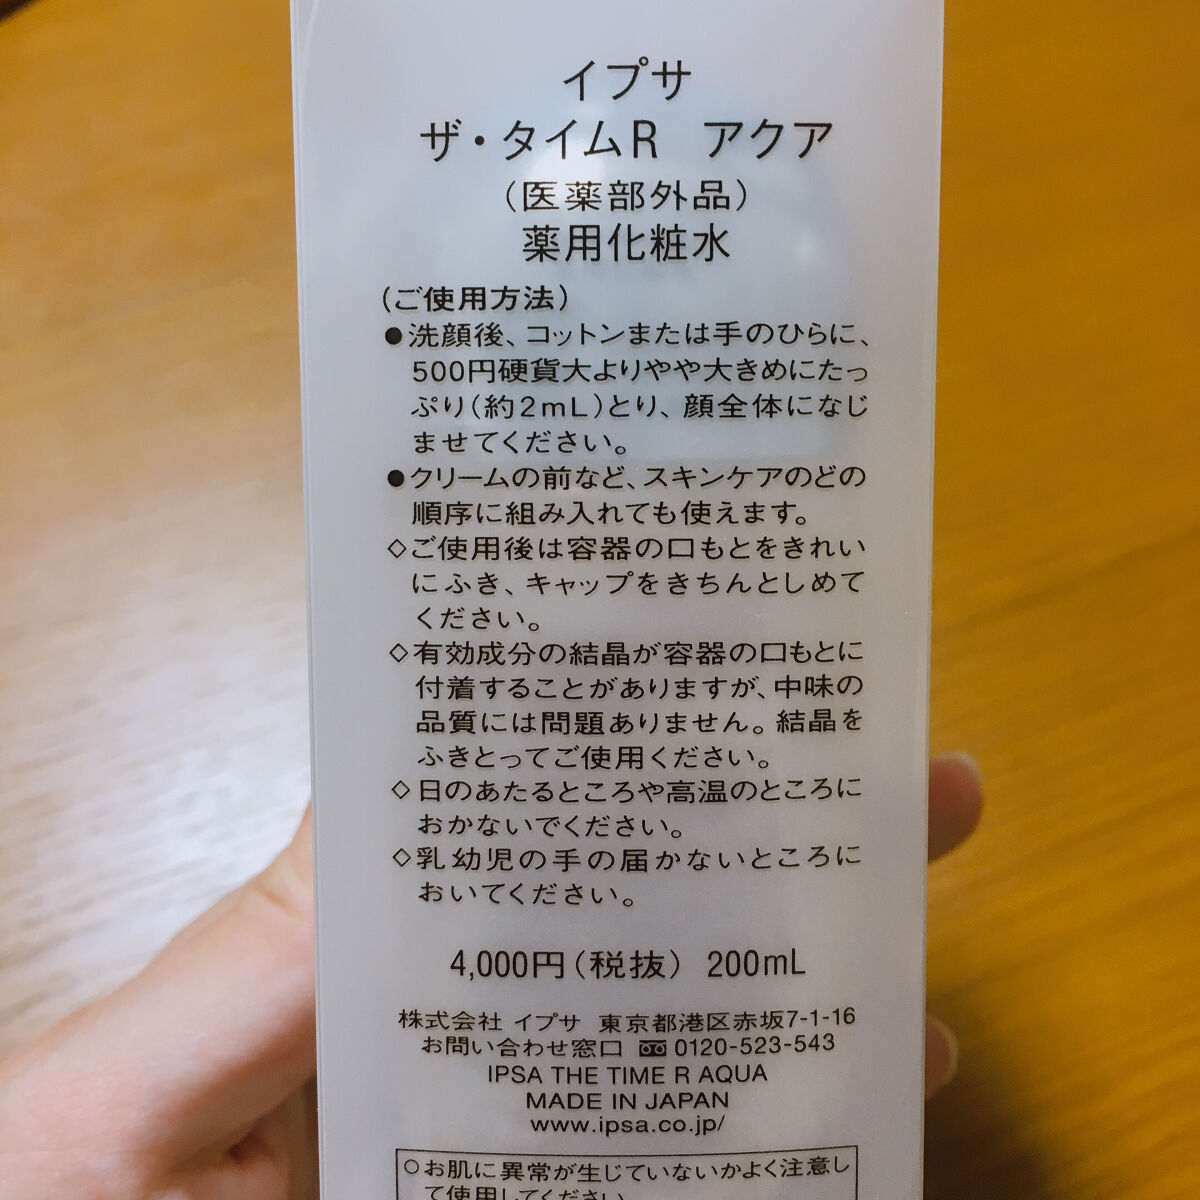 イプサ
ザ・タイムR　アクア
（医薬部外品）
薬用化粧水
（ご使用方法）
●洗顔後、コットンまたは手のひらに、
500円硬貨大よりやや大きめにたっ
ぷり（約2mL）とり、顔全体になじ
ませてください。
●クリームの前など、スキンケアのどの
順序に組み入れても使えます。
◇ご使用後は容器の口もとをきれい
にふき、キャップをきちんとしめて
ください。
◇有効成分の結晶が容器の口もとに
付着することがありますが、中味の
品質には問題ありません。結晶を
ふきとってご使用ください。
◇日のあたるところや高温のところに
おかないでください。
◇乳幼児の手の届かないところに
おいてください。
4,000円（税抜） 200mL
株式会社 イプサ 東京都港区赤坂7-1-16
お問い合わせ窓口 0120-523-543
IPSA THE TIME R AQUA
MADE IN JAPAN
www.ipsa.co.jp/
○お肌に異常が生じていないかよく注意し
て使用してください。